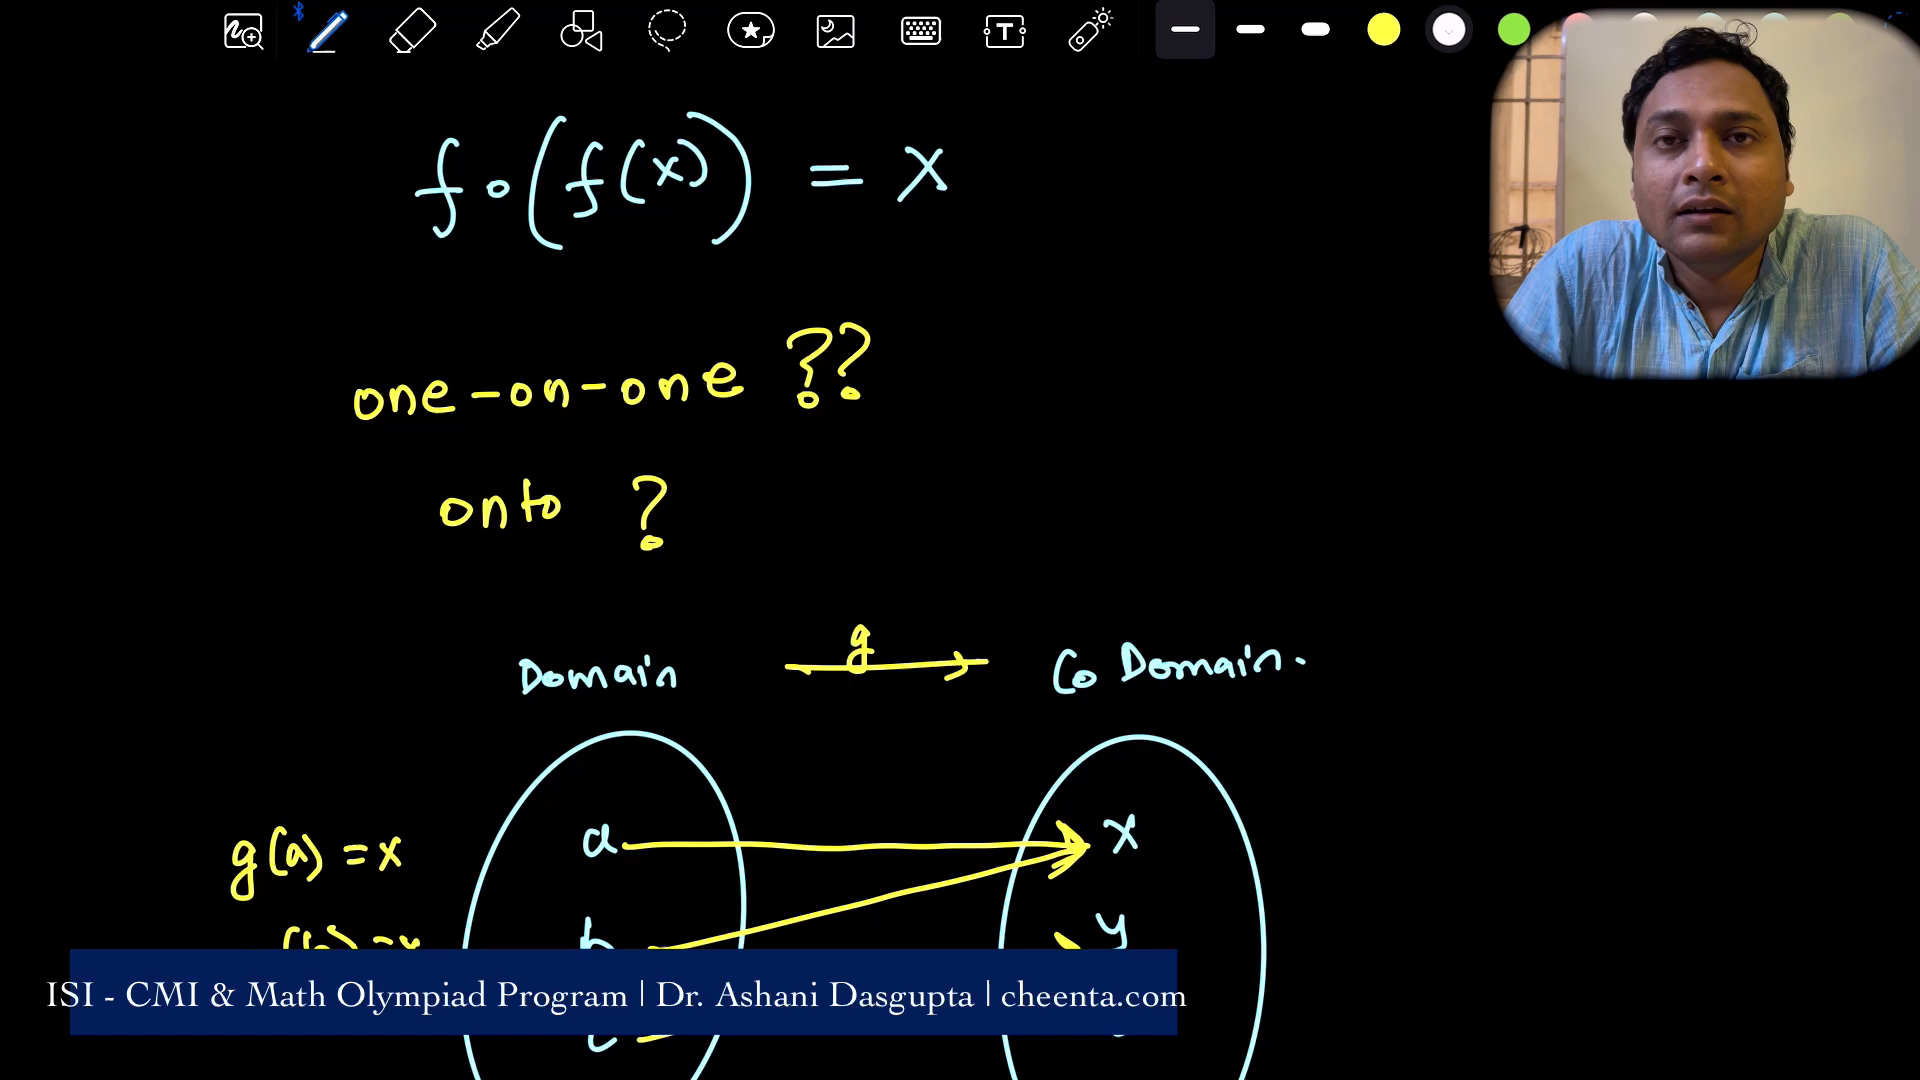 f∘(f(x)) = x
one-on-one ??
onto ?
g
Domain
Co Domain.
g(a) = x
a
x
b
y
ISI - CMI & Math Olympiad Program | Dr. Ashani Dasgupta | cheenta.com